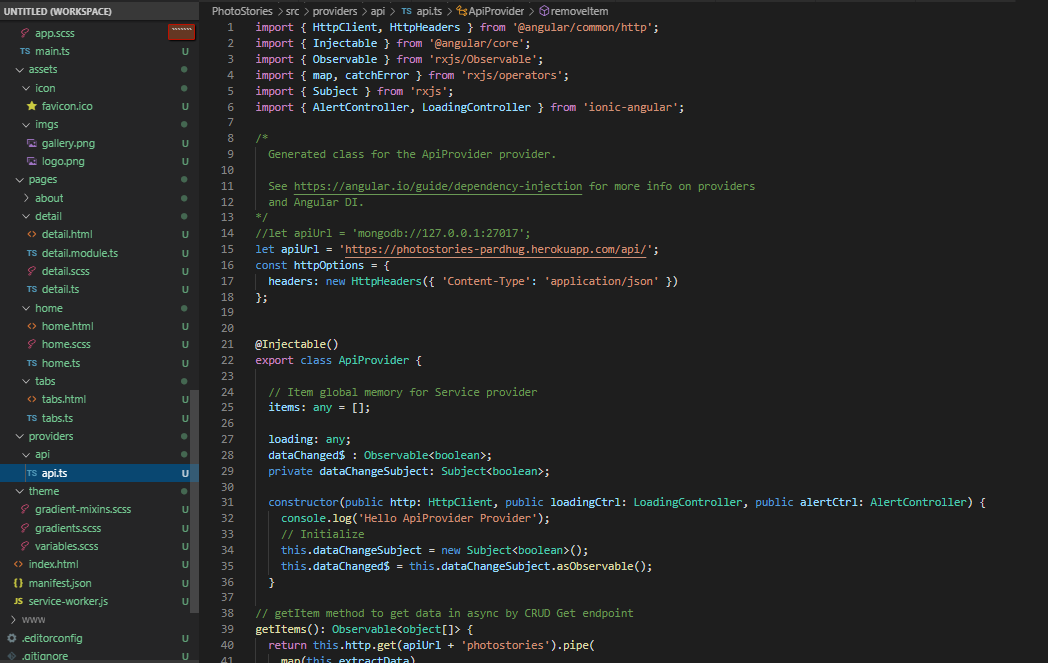 UNTITLED (WORKSPACE)
app.scss
TS main.ts U
assets
icon
favicon.ico U
imgs
gallery.png U
logo.png U
pages
about
detail
detail.html U
TS detail.module.ts U
detail.scss U
TS detail.ts U
home
home.html U
home.scss U
TS home.ts U
tabs
tabs.html U
TS tabs.ts U
providers
api
TS api.ts U
theme
gradient-mixins.scss U
gradients.scss U
variables.scss U
index.html U
{} manifest.json U
JS service-worker.js U
www
.editorconfig U
.gitignore U
PhotoStories > src > providers > api > TS api.ts > ApiProvider > removeItem
1 import { HttpClient, HttpHeaders } from '@angular/common/http';
2 import { Injectable } from '@angular/core';
3 import { Observable } from 'rxjs/Observable';
4 import { map, catchError } from 'rxjs/operators';
5 import { Subject } from 'rxjs';
6 import { AlertController, LoadingController } from 'ionic-angular';
7
8 /*
9 Generated class for the ApiProvider provider.
10
11 See https://angular.io/guide/dependency-injection for more info on providers
12 and Angular DI.
13 */
14 //let apiUrl = 'mongodb://127.0.0.1:27017';
15 let apiUrl = 'https://photostories-pardhug.herokuapp.com/api/';
16 const httpOptions = {
17 headers: new HttpHeaders({ 'Content-Type': 'application/json' })
18 };
19
20
21 @Injectable()
22 export class ApiProvider {
23
24 // Item global memory for Service provider
25 items: any = [];
26
27 loading: any;
28 dataChanged$ : Observable<boolean>;
29 private dataChangeSubject: Subject<boolean>;
30
31 constructor(public http: HttpClient, public loadingCtrl: LoadingController, public alertCtrl: AlertController) {
32 console.log('Hello ApiProvider Provider');
33 // Initialize
34 this.dataChangeSubject = new Subject<boolean>();
35 this.dataChanged$ = this.dataChangeSubject.asObservable();
36 }
37
38 // getItem method to get data in async by CRUD Get endpoint
39 getItems(): Observable<object[]> {
40 return this.http.get(apiUrl + 'photostories').pipe(
41 map(this.extractData)